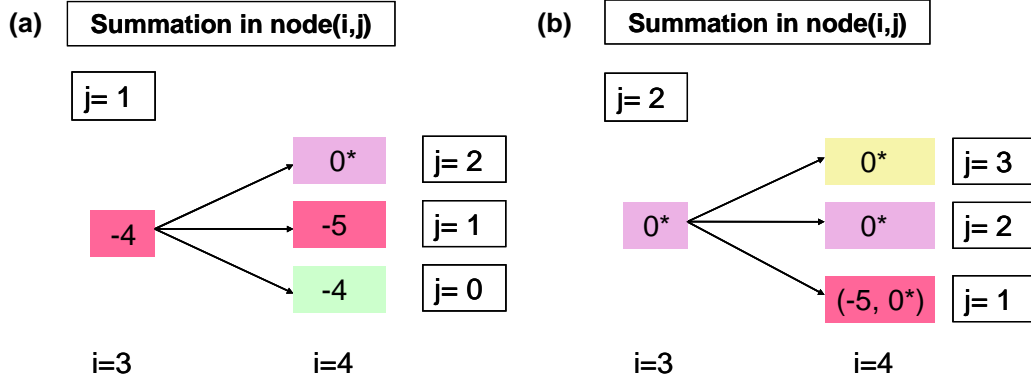 (a) Summation in node(i,j)
j= 1
0* j= 2
-4 -5 j= 1
-4 j= 0
i=3 i=4
(b) Summation in node(i,j)
j= 2
0* j= 3
0* 0* j= 2
(-5, 0*) j= 1
i=3 i=4